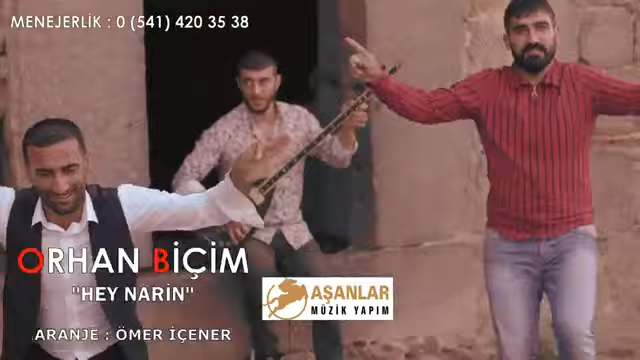 MENEJERLİK : 0 (541) 420 35 38
ORHAN BİÇİM
"HEY NARİN"
AŞANLAR
MÜZİK YAPIM
ARANJE : ÖMER İÇENER